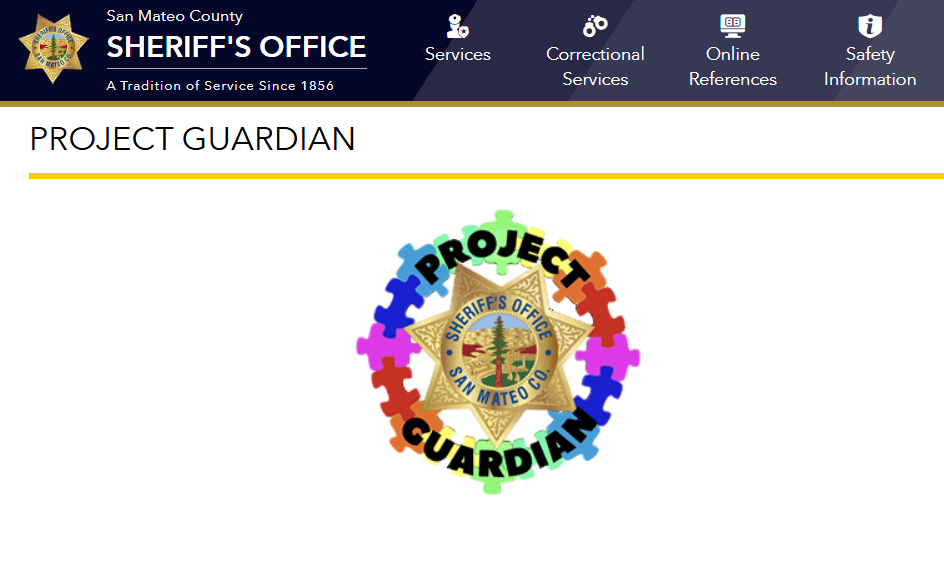 San Mateo County
SHERIFF'S OFFICE
A Tradition of Service Since 1856
Services
Correctional
Services
Online
References
Safety
Information
PROJECT GUARDIAN
PROJECT
SHERIFF'S OFFICE
SAN MATEO CO.
GUARDIAN